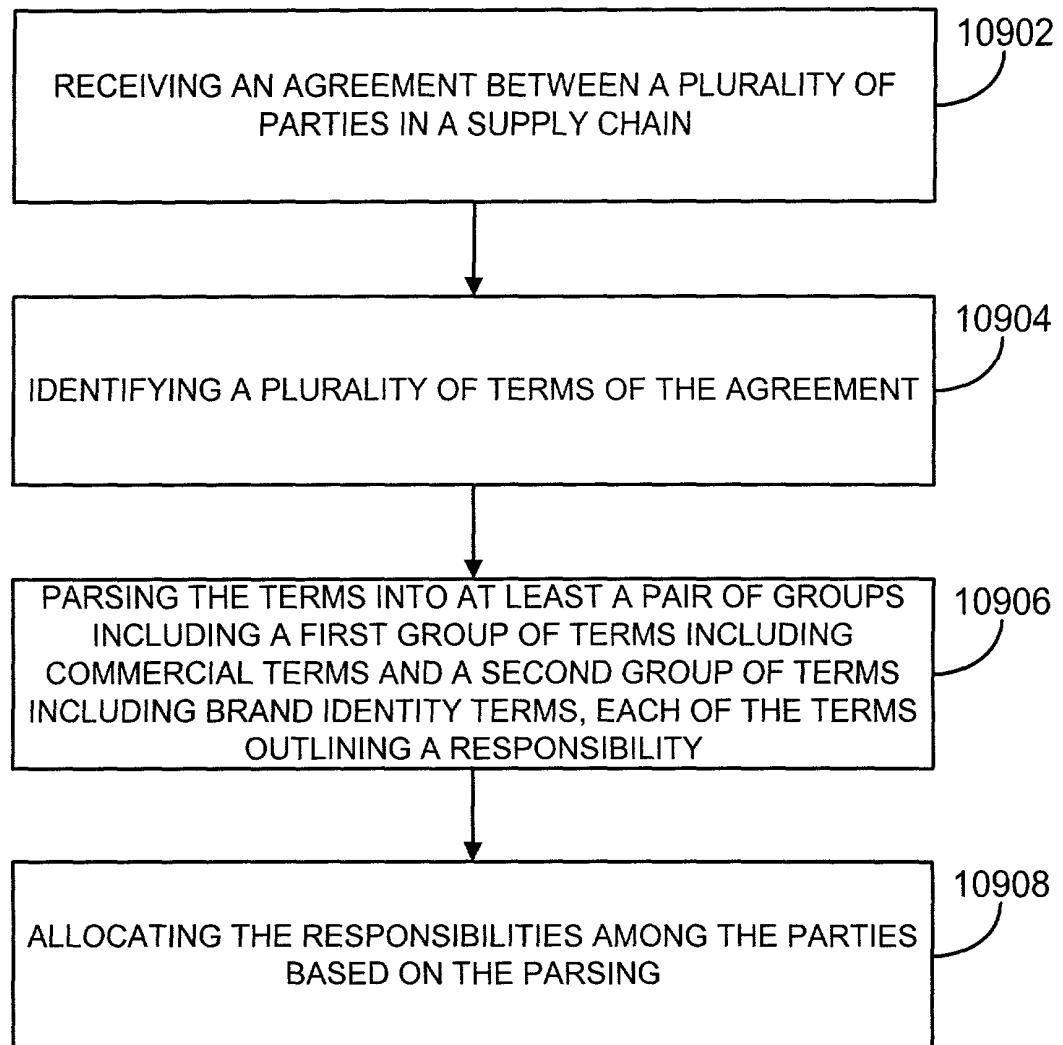 10902
RECEIVING AN AGREEMENT BETWEEN A PLURALITY OF
PARTIES IN A SUPPLY CHAIN
10904
IDENTIFYING A PLURALITY OF TERMS OF THE AGREEMENT
10906
PARSING THE TERMS INTO AT LEAST A PAIR OF GROUPS
INCLUDING A FIRST GROUP OF TERMS INCLUDING
COMMERCIAL TERMS AND A SECOND GROUP OF TERMS
INCLUDING BRAND IDENTITY TERMS, EACH OF THE TERMS
OUTLINING A RESPONSIBILITY
10908
ALLOCATING THE RESPONSIBILITIES AMONG THE PARTIES
BASED ON THE PARSING